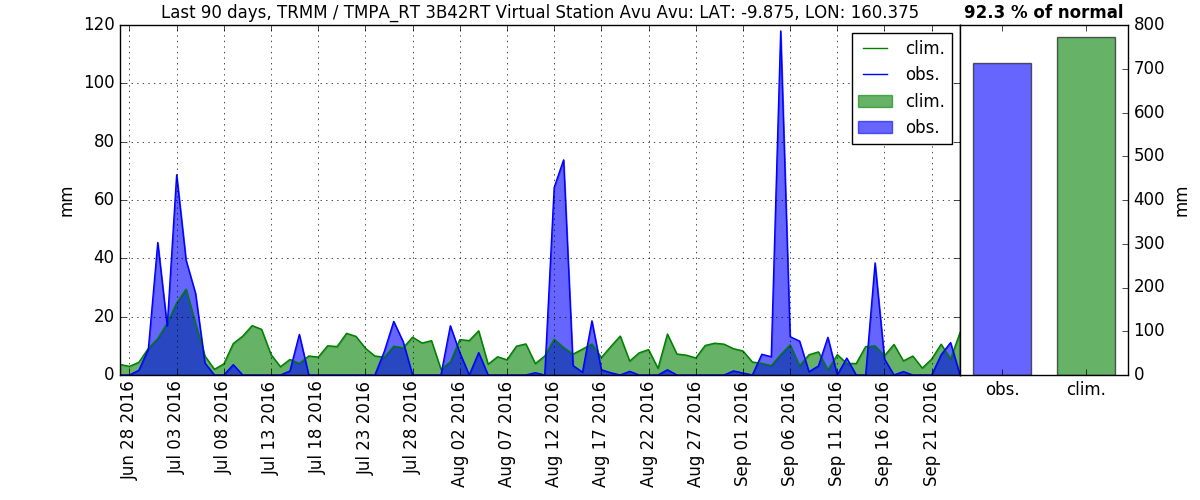 Last 90 days, TRMM / TMPA_RT 3B42RT Virtual Station Avu Avu: LAT: -9.875, LON: 160.375
92.3 % of normal
120
100
80
60
40
20
0
mm
clim.
obs.
clim.
obs.
800
700
600
500
400
300
200
100
0
mm
Jun 28 2016
Jul 03 2016
Jul 08 2016
Jul 13 2016
Jul 18 2016
Jul 23 2016
Jul 28 2016
Aug 02 2016
Aug 07 2016
Aug 12 2016
Aug 17 2016
Aug 22 2016
Aug 27 2016
Sep 01 2016
Sep 06 2016
Sep 11 2016
Sep 16 2016
Sep 21 2016
obs.
clim.